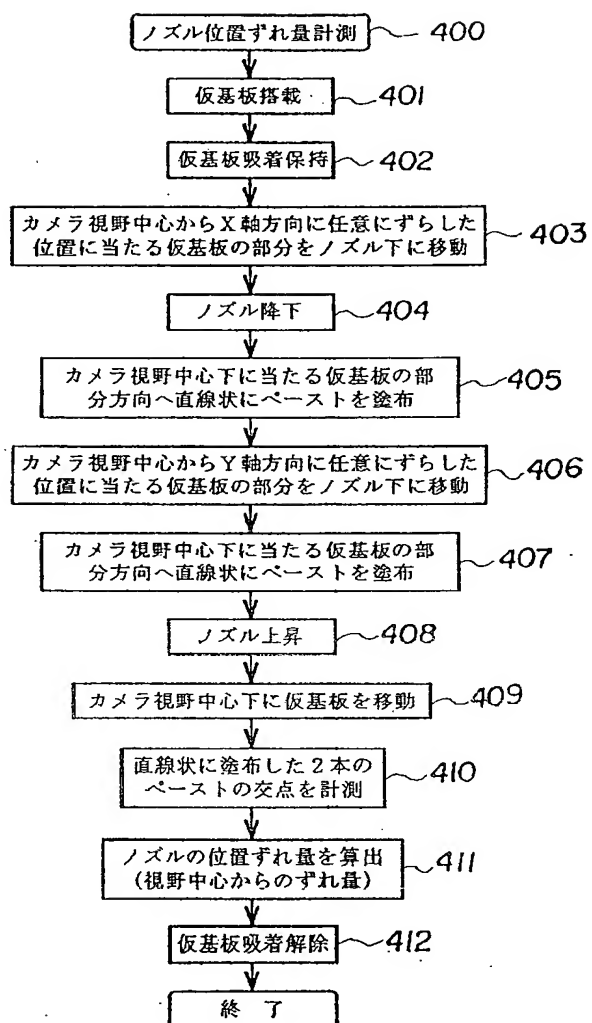 ノズル位置ずれ量計測 400
仮基板搭載 401
仮基板吸着保持 402
カメラ視野中心からX軸方向に任意にずらした
位置に当たる仮基板の部分をノズル下に移動 403
ノズル降下 404
カメラ視野中心下に当たる仮基板の部
分方向へ直線状にペーストを塗布 405
カメラ視野中心からY軸方向に任意にずらした
位置に当たる仮基板の部分をノズル下に移動 406
カメラ視野中心下に当たる仮基板の部
分方向へ直線状にペーストを塗布 407
ノズル上昇 408
カメラ視野中心下に仮基板を移動 409
直線状に塗布した2本の
ペーストの交点を計測 410
ノズルの位置ずれ量を算出
(視野中心からのずれ量) 411
仮基板吸着解除 412
終 了